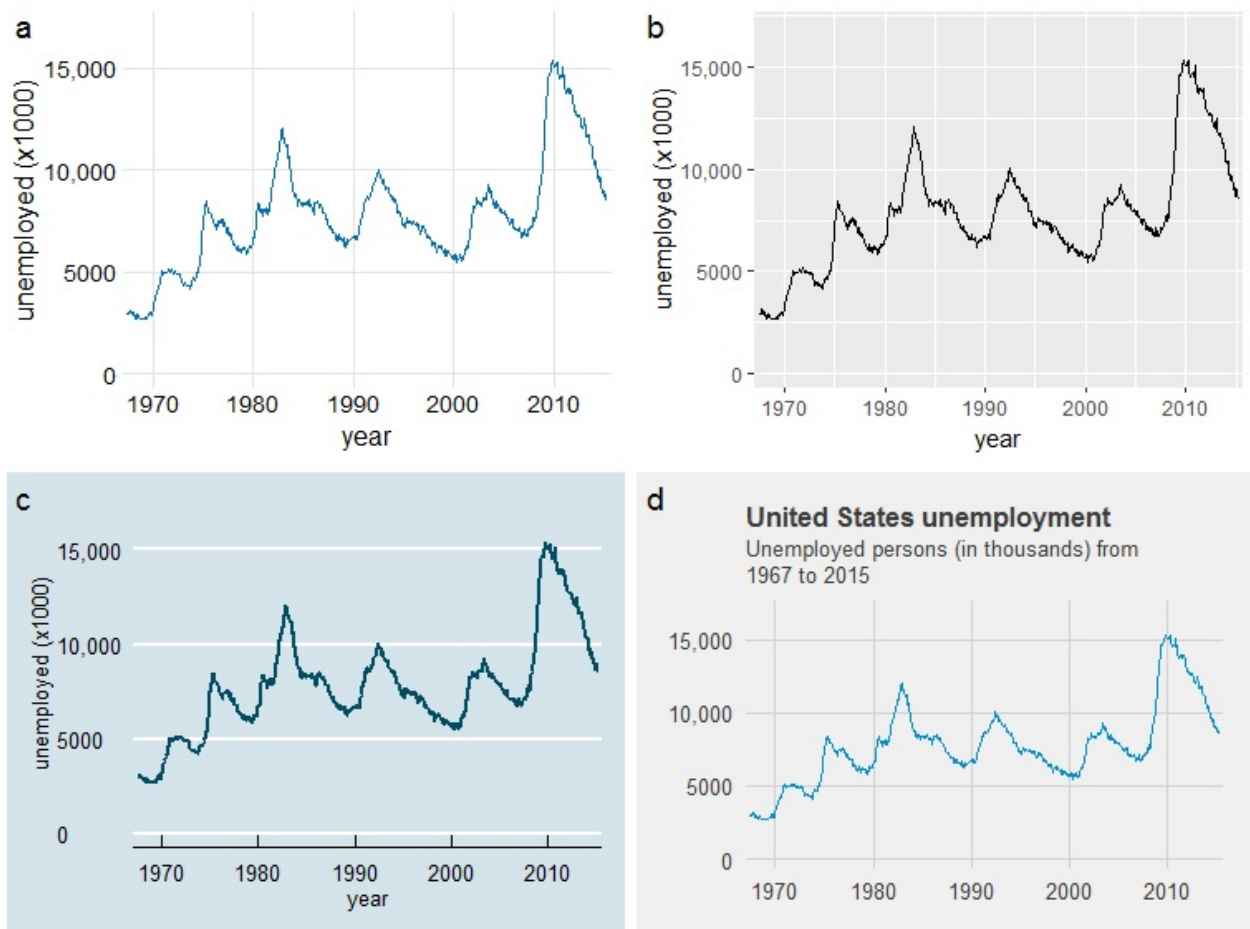 a
unemployed (x1000)
15,000
10,000
5000
0
1970 1980 1990 2000 2010
year
b
unemployed (x1000)
15,000
10,000
5000
0
1970 1980 1990 2000 2010
year
c
unemployed (x1000)
15,000
10,000
5000
0
1970 1980 1990 2000 2010
year
d
United States unemployment
Unemployed persons (in thousands) from
1967 to 2015
15,000
10,000
5000
0
1970 1980 1990 2000 2010